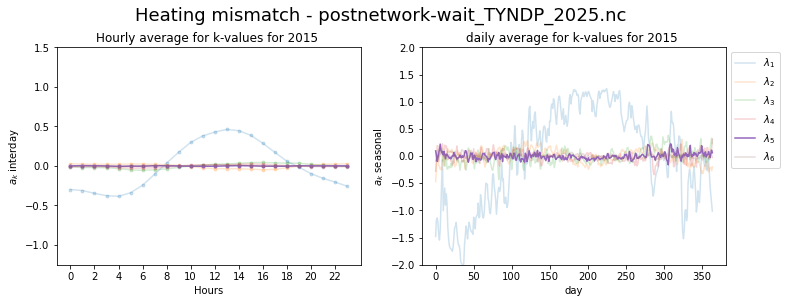 Heating mismatch - postnetwork-wait_TYNDP_2025.nc
Hourly average for k-values for 2015
daily average for k-values for 2015
a_k interday
1.5
1.0
0.5
0.0
−0.5
−1.0
0 2 4 6 8 10 12 14 16 18 20 22
Hours
a_k seasonal
2.0
1.5
1.0
0.5
0.0
−0.5
−1.0
−1.5
−2.0
0 50 100 150 200 250 300 350
day
λ₁
λ₂
λ₃
λ₄
λ₅
λ₆